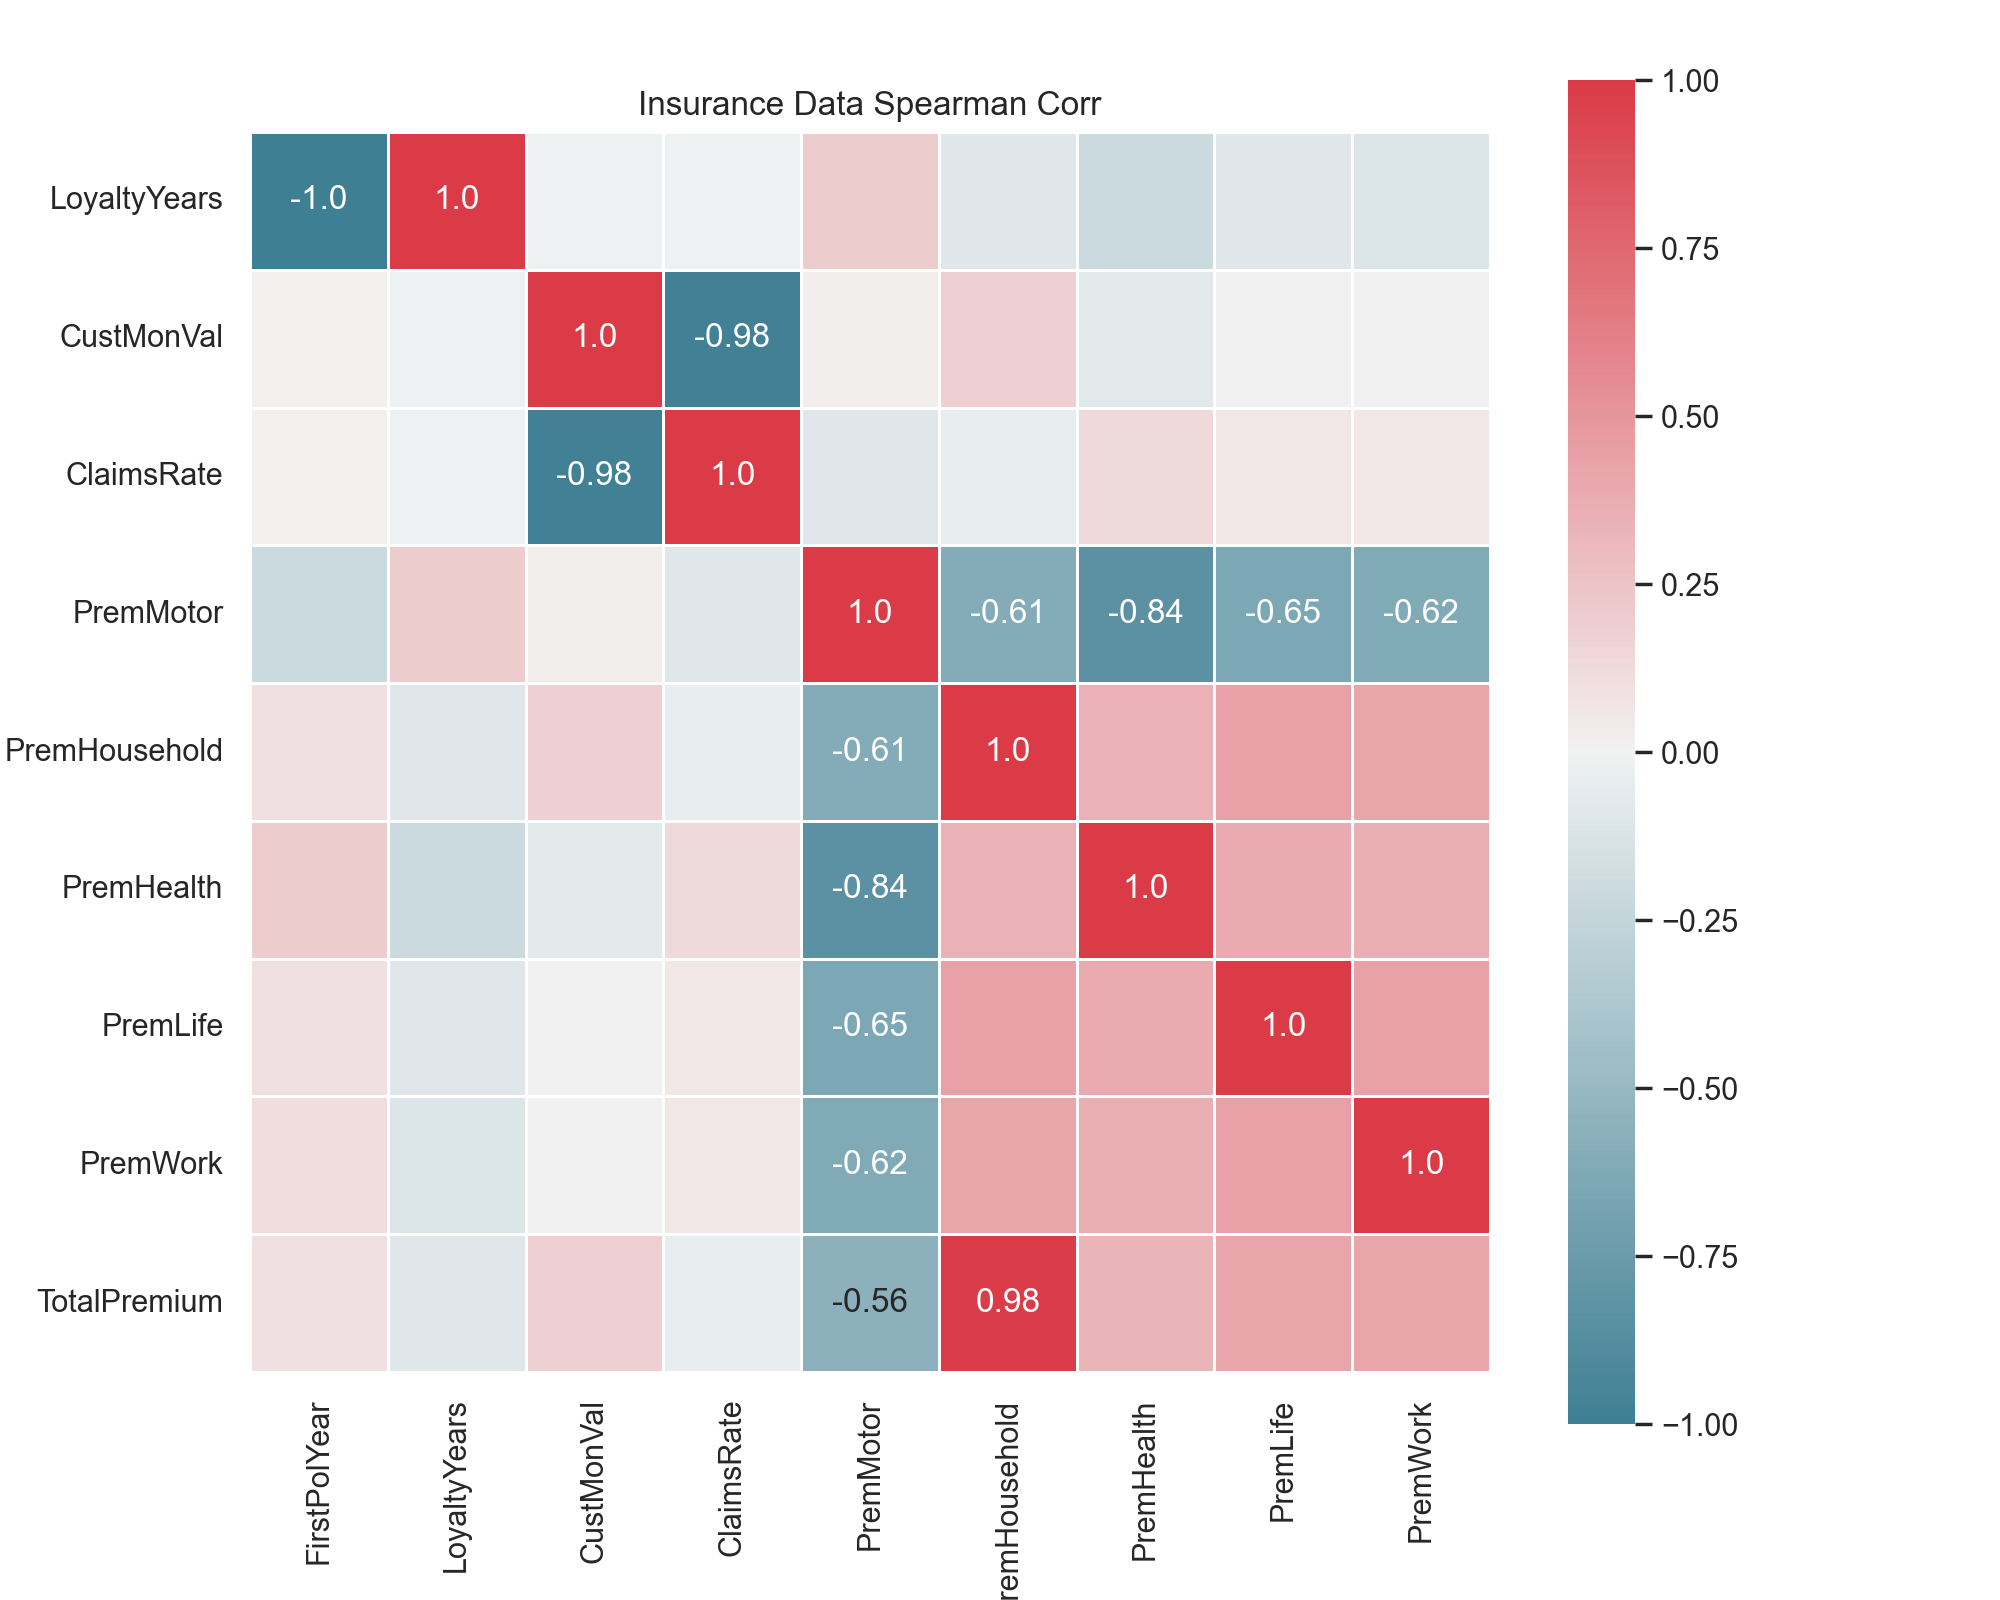 Insurance Data Spearman Corr
LoyaltyYears -1.0 1.0
CustMonVal 1.0 -0.98
ClaimsRate -0.98 1.0
PremMotor 1.0 -0.61 -0.84 -0.65 -0.62
PremHousehold -0.61 1.0
PremHealth -0.84 1.0
PremLife -0.65 1.0
PremWork -0.62 1.0
TotalPremium -0.56 0.98
FirstPolYear
LoyaltyYears
CustMonVal
ClaimsRate
PremMotor
remHousehold
PremHealth
PremLife
PremWork
1.00
0.75
0.50
0.25
0.00
−0.25
−0.50
−0.75
−1.00